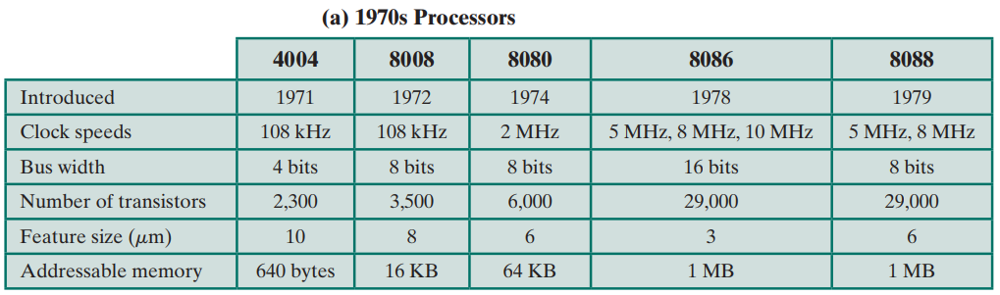 (a) 1970s Processors
4004 8008 8080 8086 8088
Introduced 1971 1972 1974 1978 1979
Clock speeds 108 kHz 108 kHz 2 MHz 5 MHz, 8 MHz, 10 MHz 5 MHz, 8 MHz
Bus width 4 bits 8 bits 8 bits 16 bits 8 bits
Number of transistors 2,300 3,500 6,000 29,000 29,000
Feature size (μm) 10 8 6 3 6
Addressable memory 640 bytes 16 KB 64 KB 1 MB 1 MB